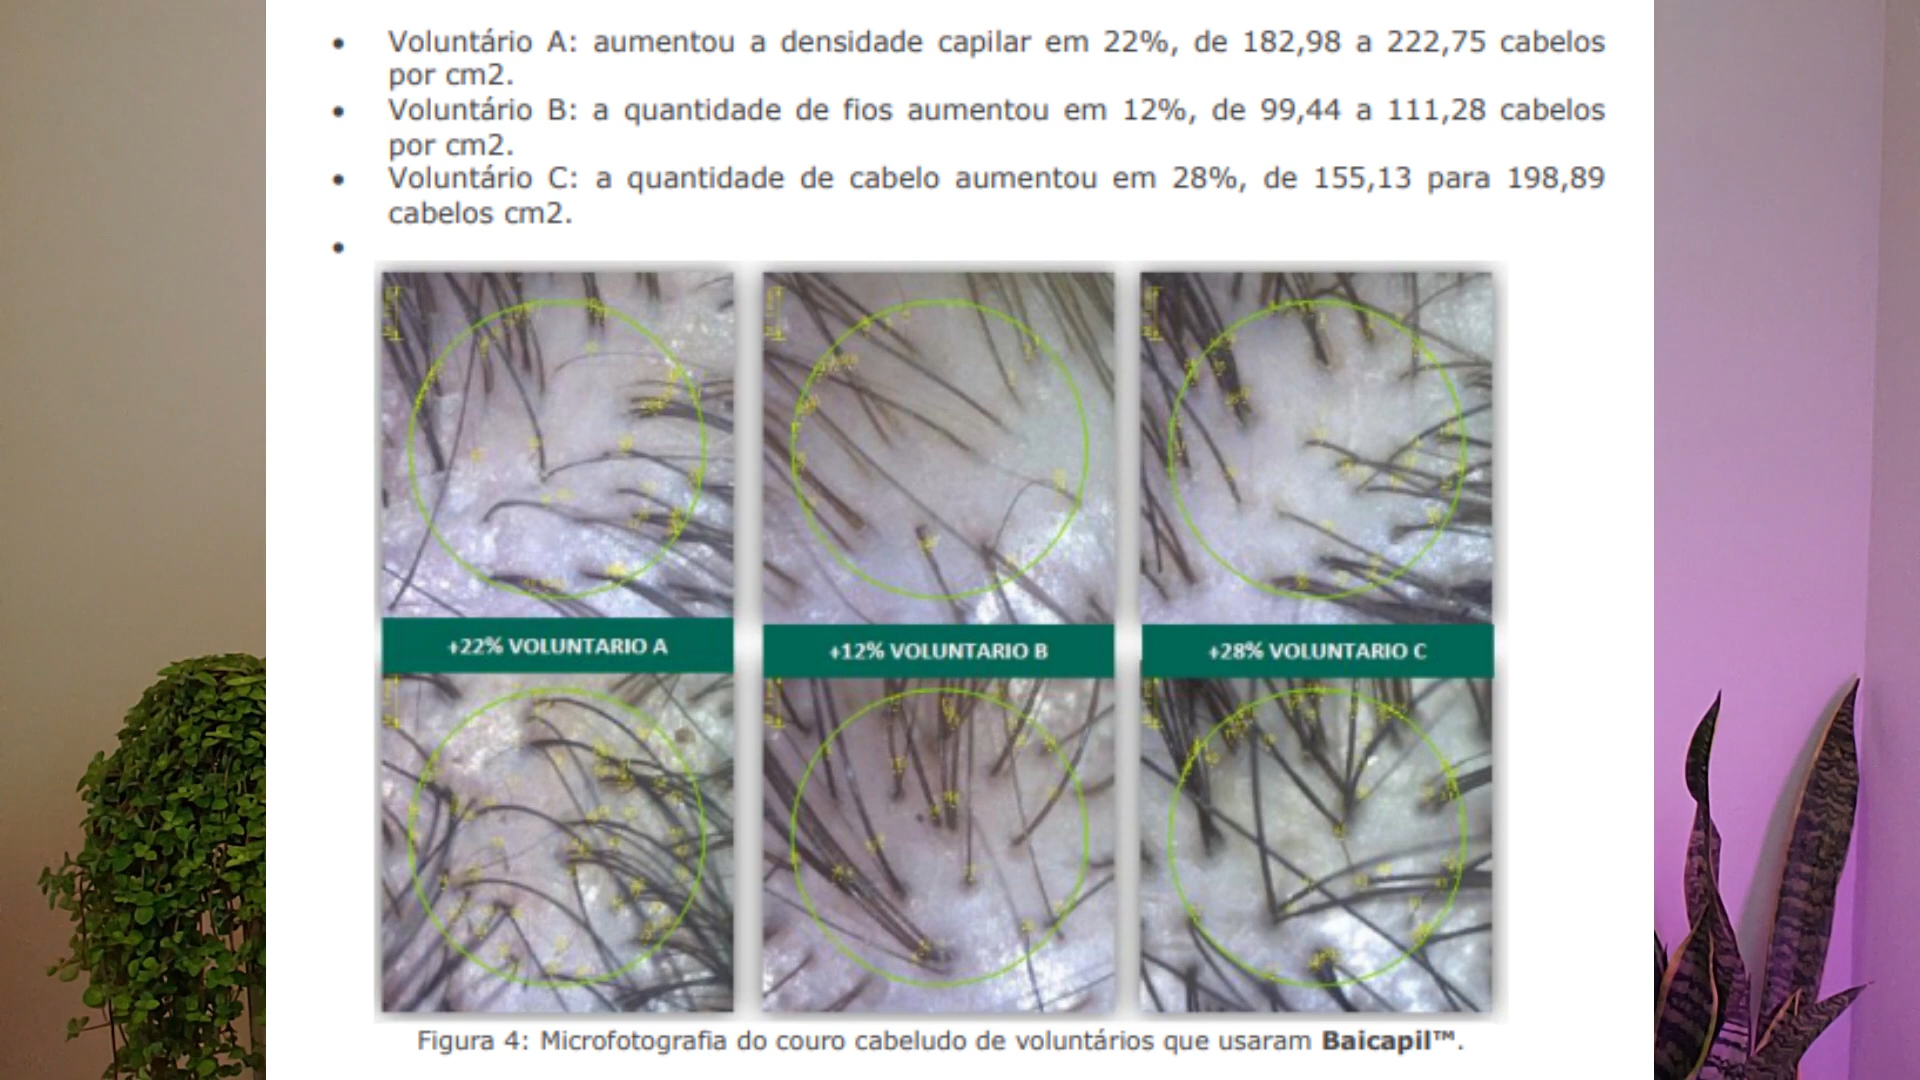 • Voluntário A: aumentou a densidade capilar em 22%, de 182,98 a 222,75 cabelos
por cm2.
• Voluntário B: a quantidade de fios aumentou em 12%, de 99,44 a 111,28 cabelos
por cm2.
• Voluntário C: a quantidade de cabelo aumentou em 28%, de 155,13 para 198,89
cabelos cm2.
•
+22% VOLUNTARIO A
+12% VOLUNTARIO B
+28% VOLUNTARIO C
Figura 4: Microfotografia do couro cabeludo de voluntários que usaram Baicapil™.